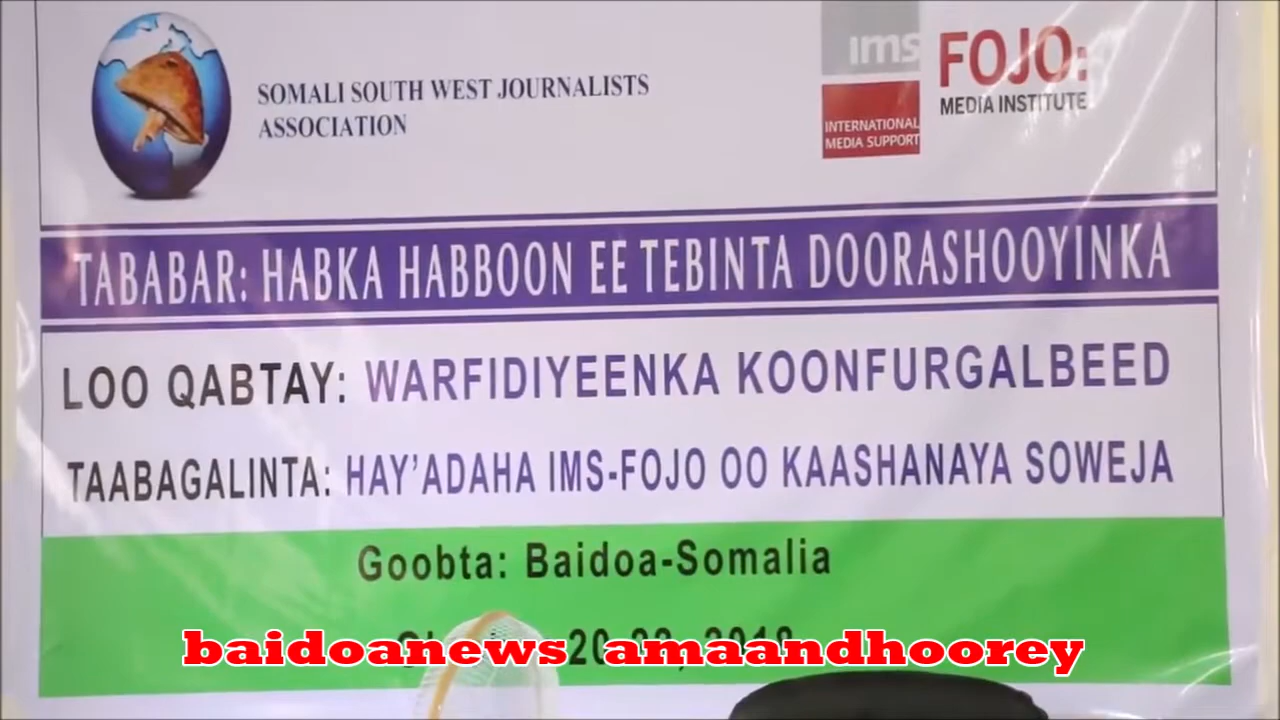 SOMALI SOUTH WEST JOURNALISTS
ASSOCIATION
ims
INTERNATIONAL
MEDIA SUPPORT
FOJO:
MEDIA INSTITUTE
TABABAR: HABKA HABBOON EE TEBINTA DOORASHOOYINKA
LOO QABTAY: WARFIDIYEENKA KOONFURGALBEED
TAABAGALINTA: HAY'ADAHA IMS-FOJO OO KAASHANAYA SOWEJA
Goobta: Baidoa-Somalia
baidoanews amaandhoorey